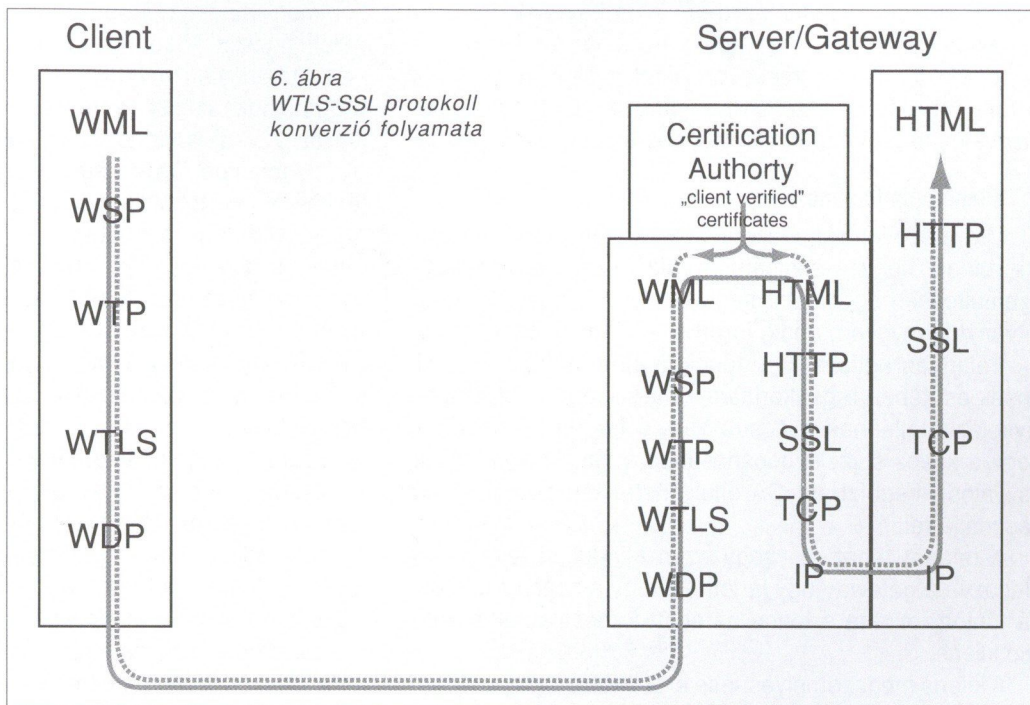 Client
Server/Gateway
6. ábra
WTLS-SSL protokoll
konverzió folyamata
WML
WSP
WTP
WTLS
WDP
Certification
Authorty
„client verified"
certificates
WML
WSP
WTP
WTLS
WDP
HTML
HTTP
SSL
TCP
IP
HTML
HTTP
SSL
TCP
IP